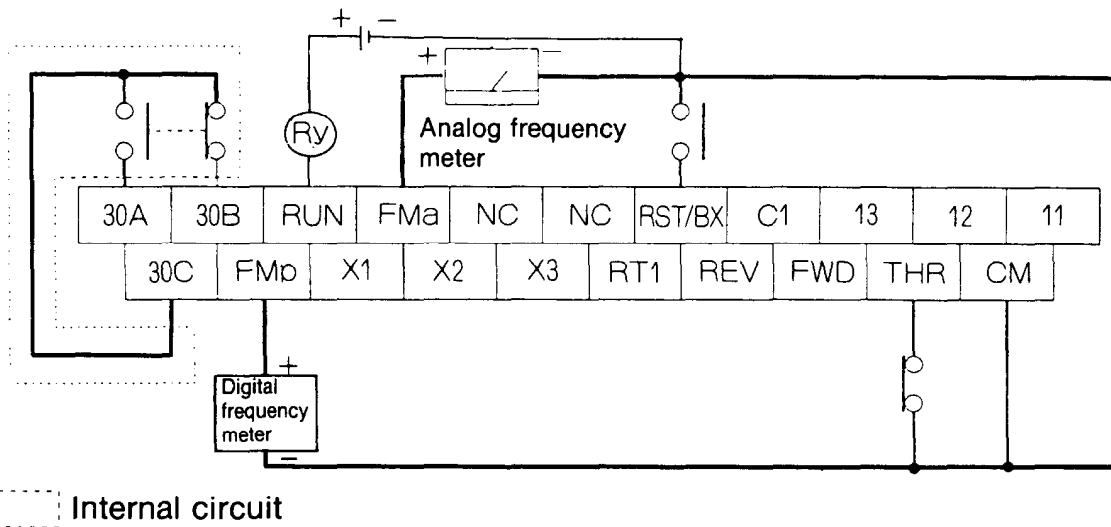 + −
+ −
Ry
Analog frequency
meter
30A 30B RUN FMa NC NC RST/BX C1 13 12 11
30C FMp X1 X2 X3 RT1 REV FWD THR CM
+
Digital
frequency
meter
−
Internal circuit